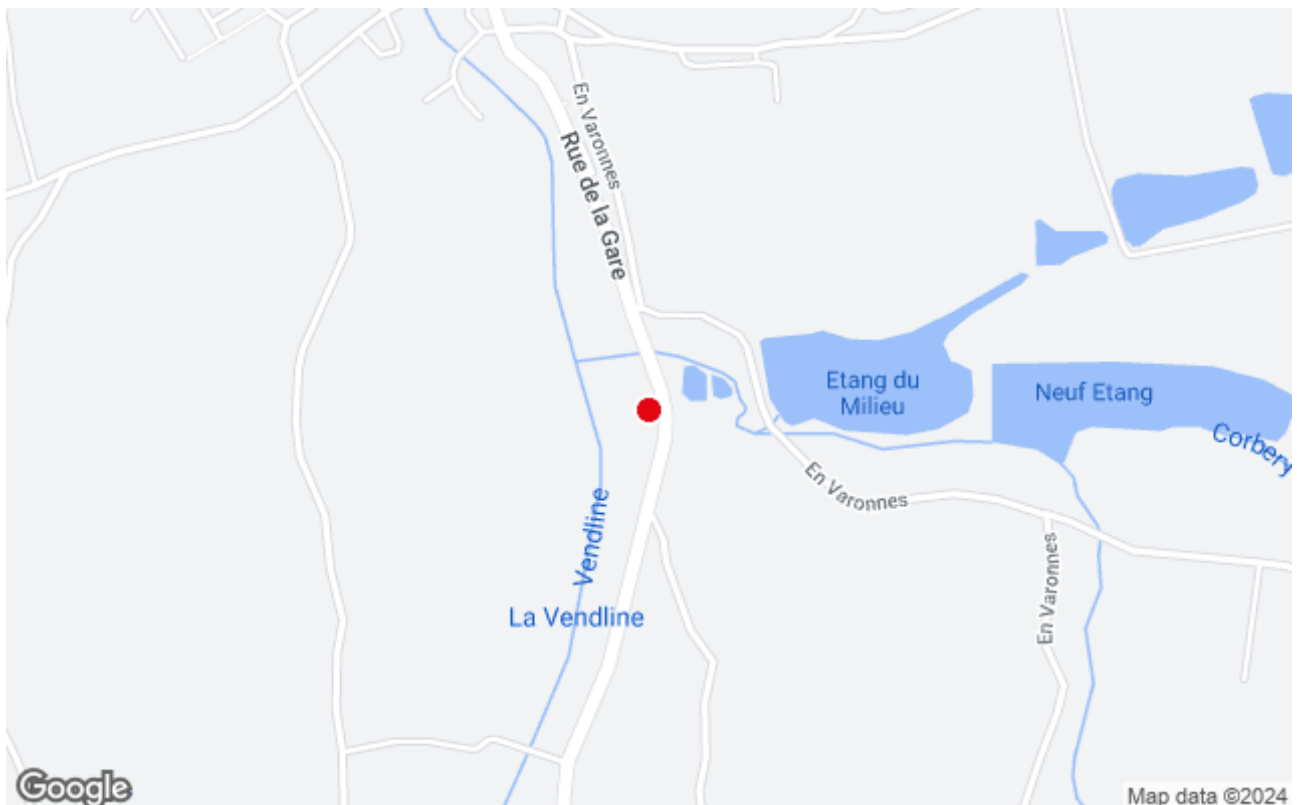 En Varonnes
Rue de la Gare
Etang du
Milieu
Neuf Etang
Corbery
En Varonnes
Vendline
En Varonnes
La Vendline
Google
Map data ©2024